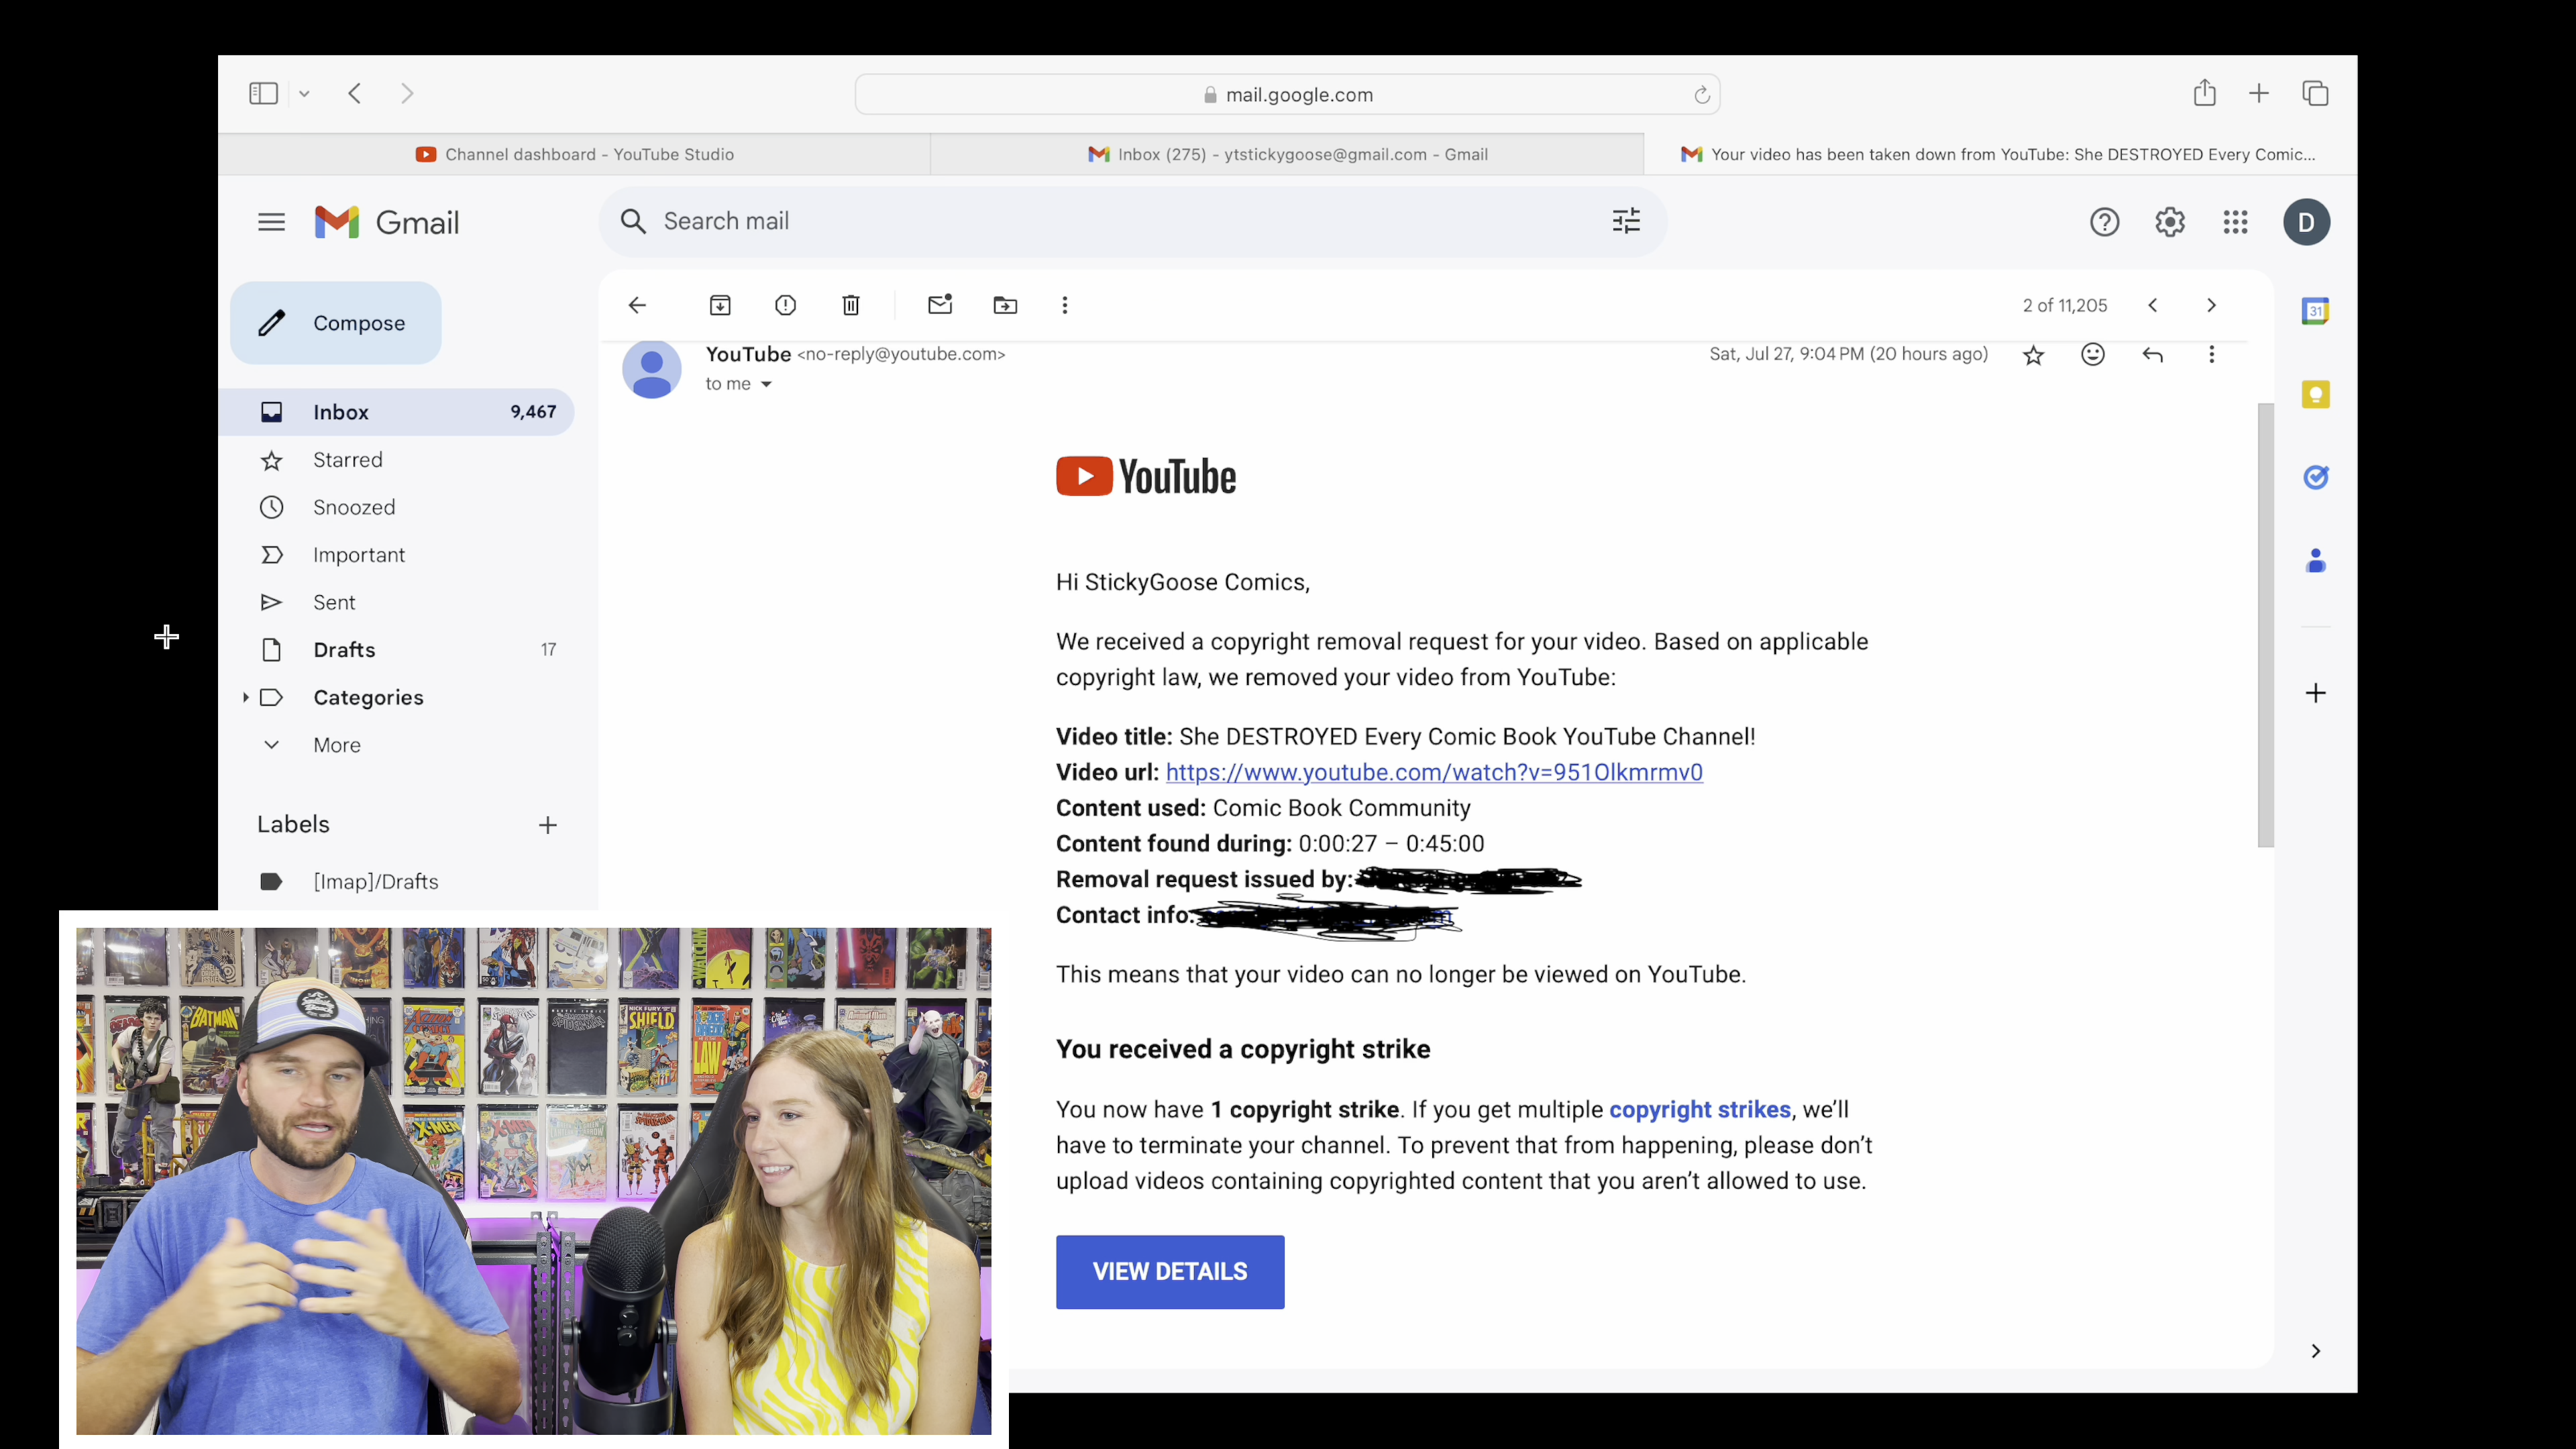 mail.google.com
Channel dashboard - YouTube Studio
Inbox (275) - ytstickygoose@gmail.com - Gmail
Your video has been taken down from YouTube: She DESTROYED Every Comic...
Gmail
Search mail
D
Compose
2 of 11,205
31
YouTube <no-reply@youtube.com>
Sat, Jul 27, 9:04 PM (20 hours ago)
to me
Inbox 9,467
Starred
Snoozed
Important
Sent
Drafts 17
Categories
More
Labels
[Imap]/Drafts
YouTube
Hi StickyGoose Comics,
We received a copyright removal request for your video. Based on applicable
copyright law, we removed your video from YouTube:
Video title: She DESTROYED Every Comic Book YouTube Channel!
Video url: https://www.youtube.com/watch?v=951Olkmrmv0
Content used: Comic Book Community
Content found during: 0:00:27 – 0:45:00
Removal request issued by:
Contact info:
This means that your video can no longer be viewed on YouTube.
You received a copyright strike
You now have 1 copyright strike. If you get multiple copyright strikes, we'll
have to terminate your channel. To prevent that from happening, please don't
upload videos containing copyrighted content that you aren't allowed to use.
VIEW DETAILS
WATCHM
BATMAN
NICK FURY
SHIELD
LAW
X-MEN
X-MEN